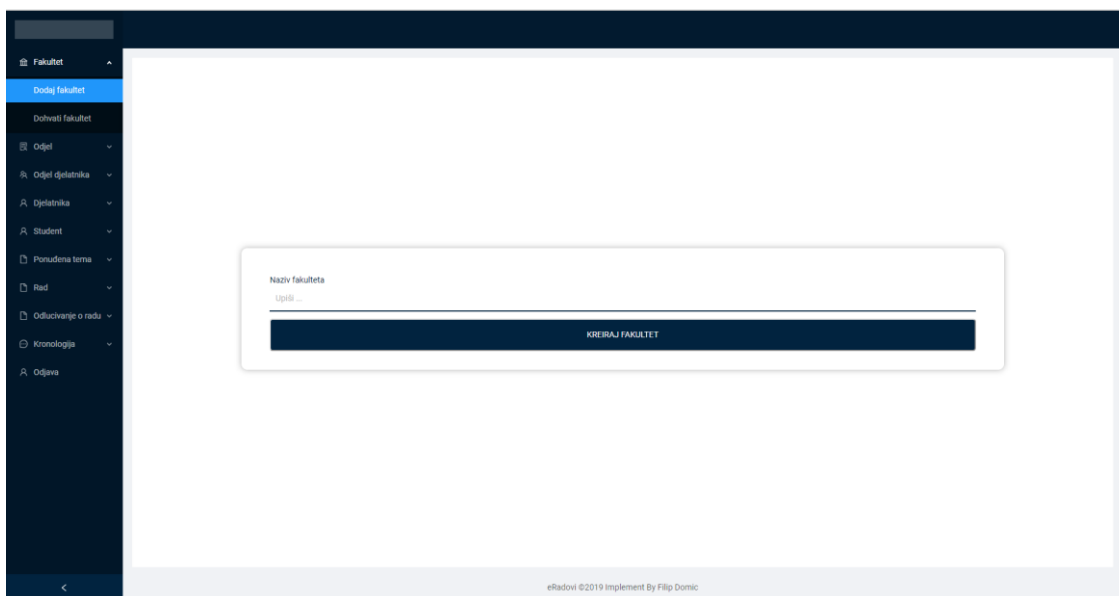 Fakultet
Dodaj fakultet
Dohvati fakultet
Odjel
Odjel djelatnika
Djelatnika
Student
Ponuđena tema
Rad
Odlucivanje o radu
Kronologija
Odjava
Naziv fakulteta
Upiši ...
KREIRAJ FAKULTET
eRadovi ©2019 Implement By Filip Domic